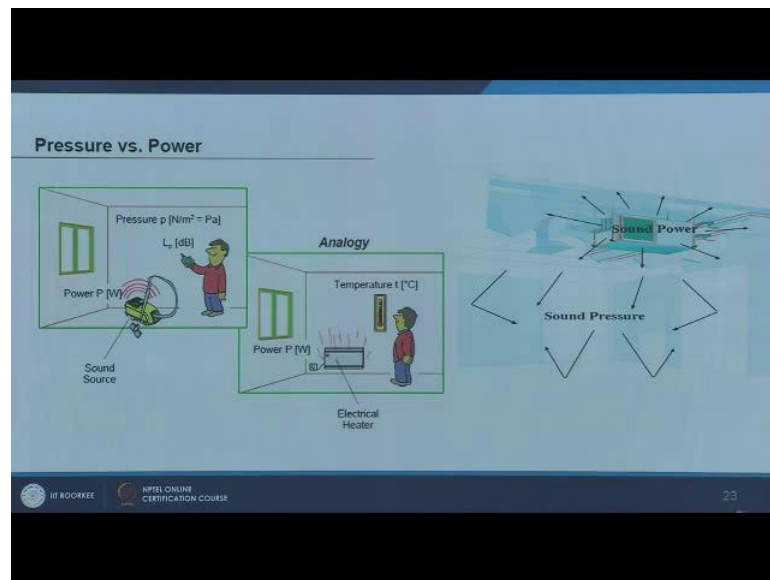 Pressure vs. Power
Pressure p [N/m² = Pa]
Lp [dB]
Power P [W]
Sound
Source
Analogy
Temperature t [°C]
Power P [W]
Electrical
Heater
Sound Power
Sound Pressure
IIT ROORKEE
NPTEL ONLINE
CERTIFICATION COURSE
23